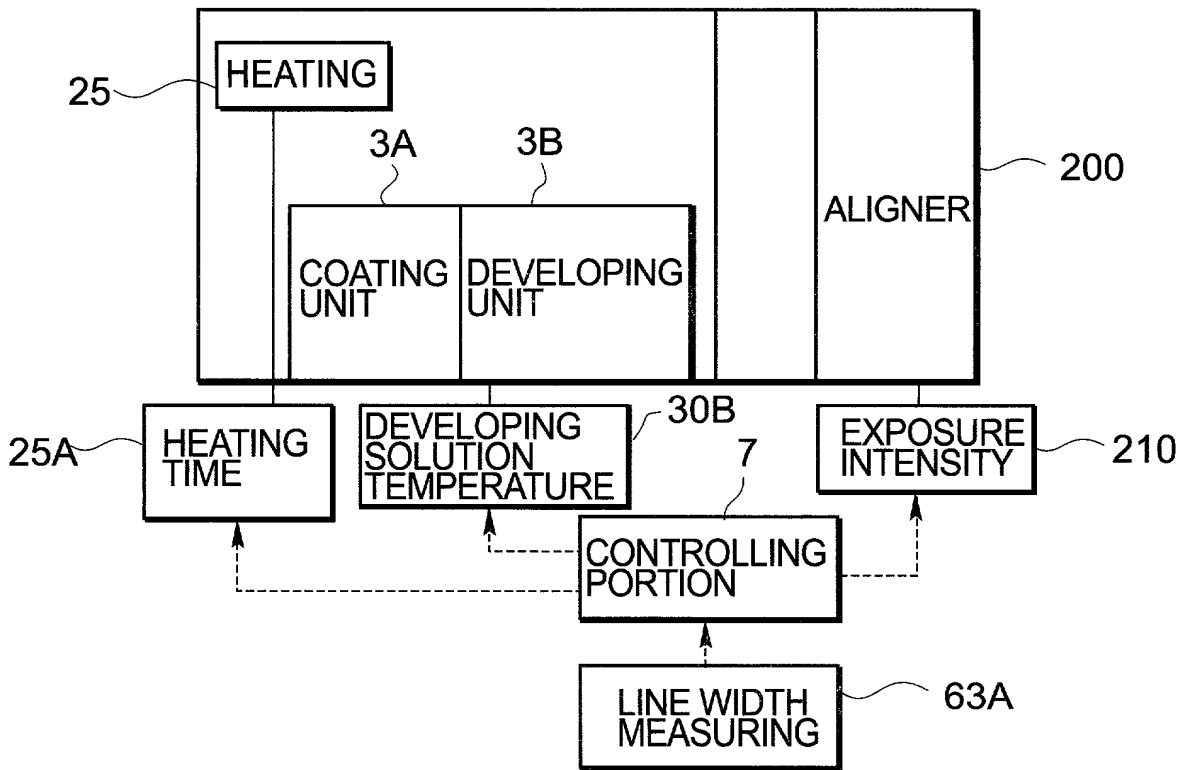 HEATING
25
3A
3B
200
ALIGNER
COATING
UNIT
DEVELOPING
UNIT
25A
HEATING
TIME
DEVELOPING
SOLUTION
TEMPERATURE
30B
EXPOSURE
INTENSITY
210
7
CONTROLLING
PORTION
LINE WIDTH
MEASURING
63A